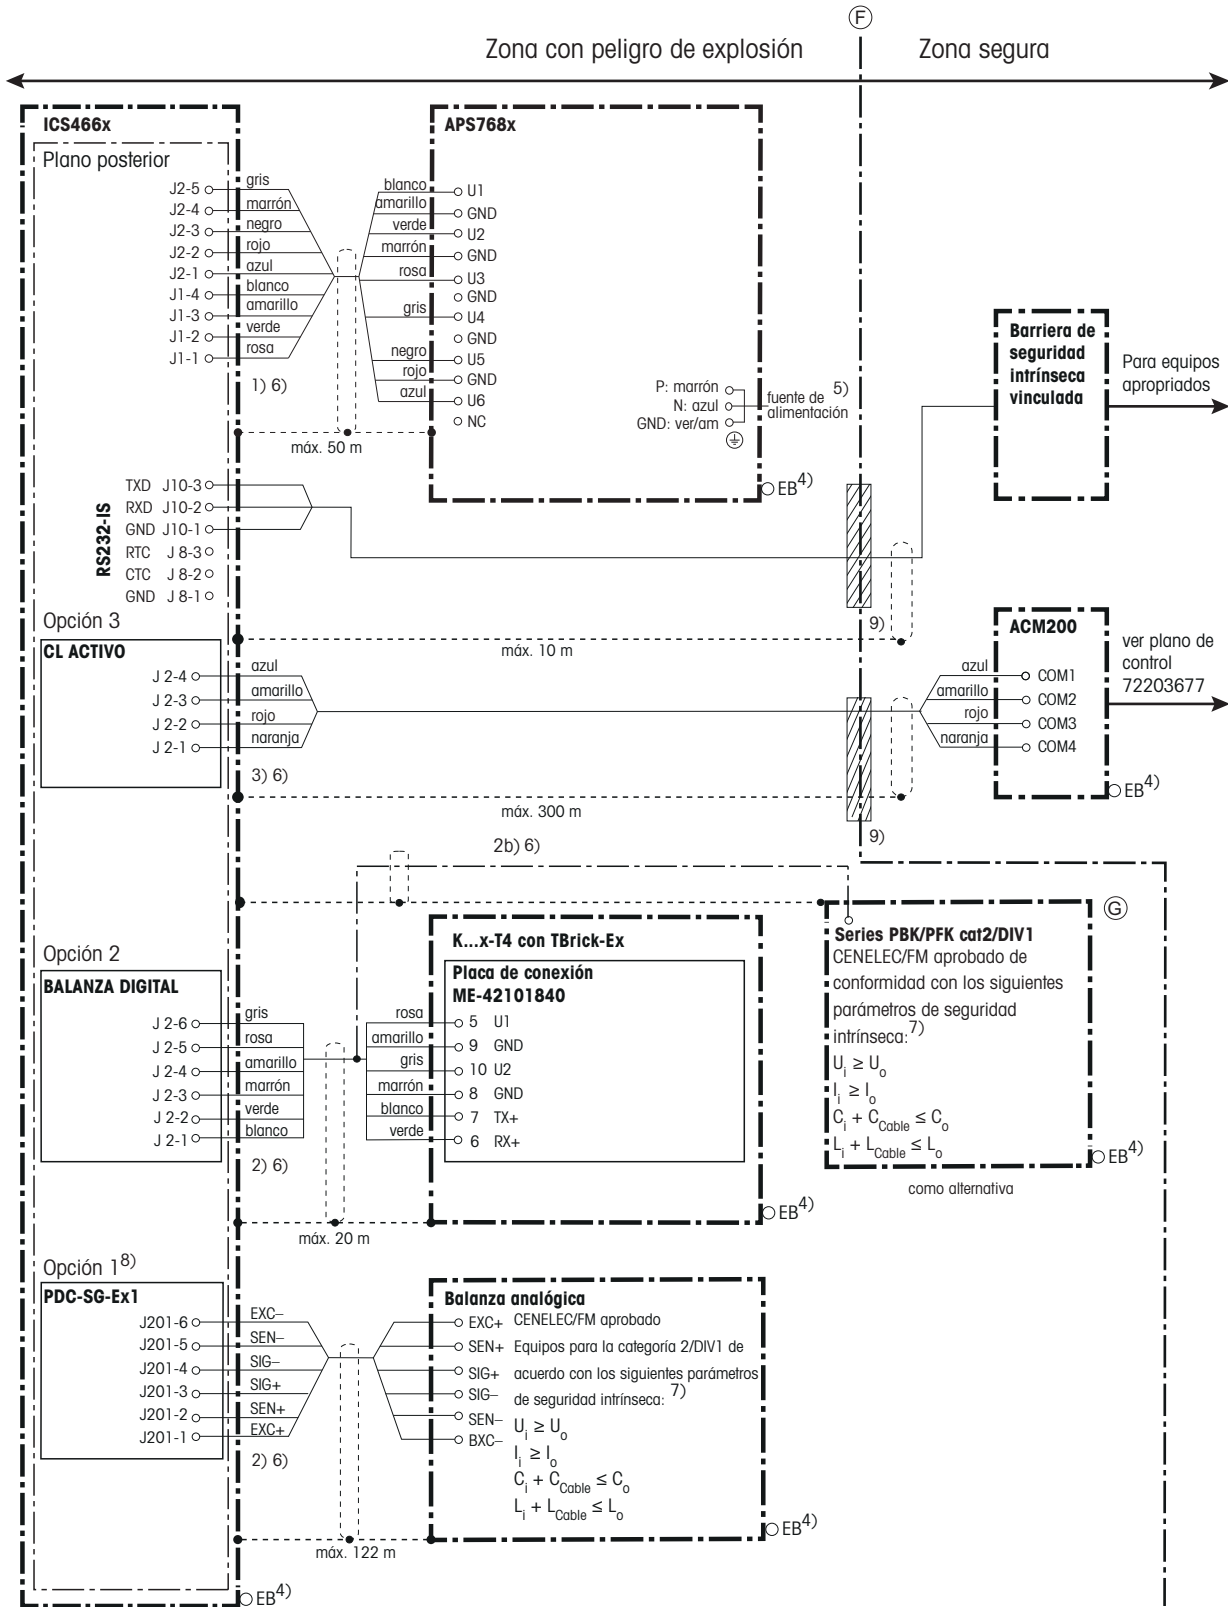 F
Zona con peligro de explosión
Zona segura
ICS466x
Plano posterior
J2-5
J2-4
J2-3
J2-2
J2-1
J1-4
J1-3
J1-2
J1-1
gris
marrón
negro
rojo
azul
blanco
amarillo
verde
rosa
1) 6)
máx. 50 m
APS768x
blanco
amarillo
verde
marrón
rosa
gris
negro
rojo
azul
U1
GND
U2
GND
U3
GND
U4
GND
U5
GND
U6
NC
P: marrón
N: azul
GND: ver/am
fuente de
alimentación
5)
EB4)
Barriera de
seguridad
intrínseca
vinculada
Para equipos
apropriados
RS232-IS
TXD J10-3
RXD J10-2
GND J10-1
RTC J 8-3
CTC J 8-2
GND J 8-1
9)
máx. 10 m
Opción 3
CL ACTIVO
J 2-4
J 2-3
J 2-2
J 2-1
azul
amarillo
rojo
naranja
3) 6)
máx. 300 m
9)
ACM200
azul
amarillo
rojo
naranja
COM1
COM2
COM3
COM4
EB4)
ver plano de
control
72203677
2b) 6)
Opción 2
BALANZA DIGITAL
J 2-6
J 2-5
J 2-4
J 2-3
J 2-2
J 2-1
gris
rosa
amarillo
marrón
verde
blanco
2) 6)
máx. 20 m
K...x-T4 con TBrick-Ex
Placa de conexión
ME-42101840
rosa
amarillo
gris
marrón
blanco
verde
5 U1
9 GND
10 U2
8 GND
7 TX+
6 RX+
EB4)
G
Series PBK/PFK cat2/DIV1
CENELEC/FM aprobado de
conformidad con los siguientes
parámetros de seguridad
intrínseca:7)
Ui ≥ Uo
Ii ≥ Io
Ci + CCable ≤ Co
Li + LCable ≤ Lo
EB4)
como alternativa
Opción 18)
PDC-SG-Ex1
J201-6
J201-5
J201-4
J201-3
J201-2
J201-1
EXC–
SEN–
SIG–
SIG+
SEN+
EXC+
2) 6)
máx. 122 m
Balanza analógica
EXC+ CENELEC/FM aprobado
SEN+ Equipos para la categoría 2/DIV1 de
SIG+ acuerdo con los siguientes parámetros
SIG– de seguridad intrínseca: 7)
SEN–
BXC–
Ui ≥ Uo
Ii ≥ Io
Ci + CCable ≤ Co
Li + LCable ≤ Lo
EB4)
EB4)